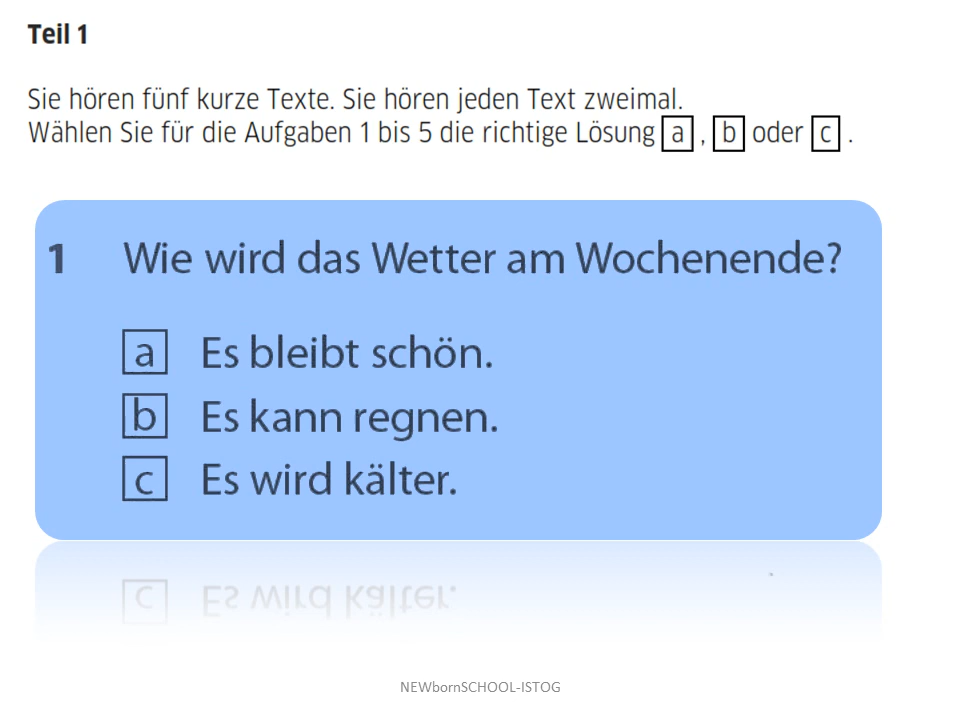 Teil 1
Sie hören fünf kurze Texte. Sie hören jeden Text zweimal.
Wählen Sie für die Aufgaben 1 bis 5 die richtige Lösung a , b oder c .
1 Wie wird das Wetter am Wochenende?
a Es bleibt schön.
b Es kann regnen.
c Es wird kälter.
NEWbornSCHOOL-ISTOG